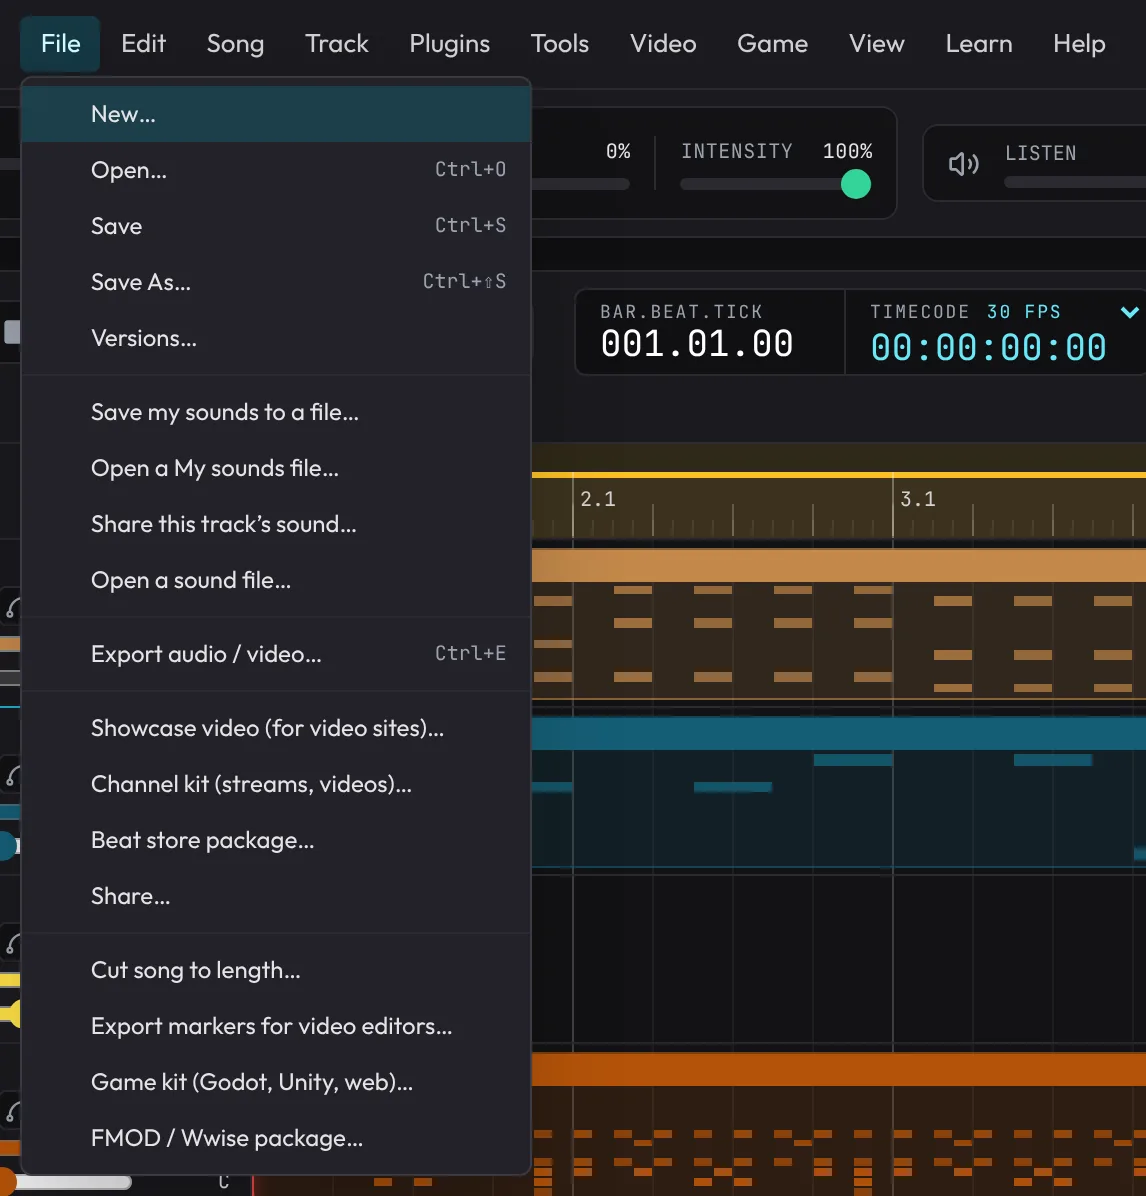 File Edit Song Track Plugins Tools Video Game View Learn Help
New...
Open... Ctrl+O
Save Ctrl+S
Save As... Ctrl+⇧S
Versions...
Save my sounds to a file...
Open a My sounds file...
Share this track’s sound...
Open a sound file...
Export audio / video... Ctrl+E
Showcase video (for video sites)...
Channel kit (streams, videos)...
Beat store package...
Share...
Cut song to length...
Export markers for video editors...
Game kit (Godot, Unity, web)...
FMOD / Wwise package...
0% INTENSITY 100% LISTEN
BAR.BEAT.TICK TIMECODE 30 FPS
001.01.00 00:00:00:00
2.1 3.1
C